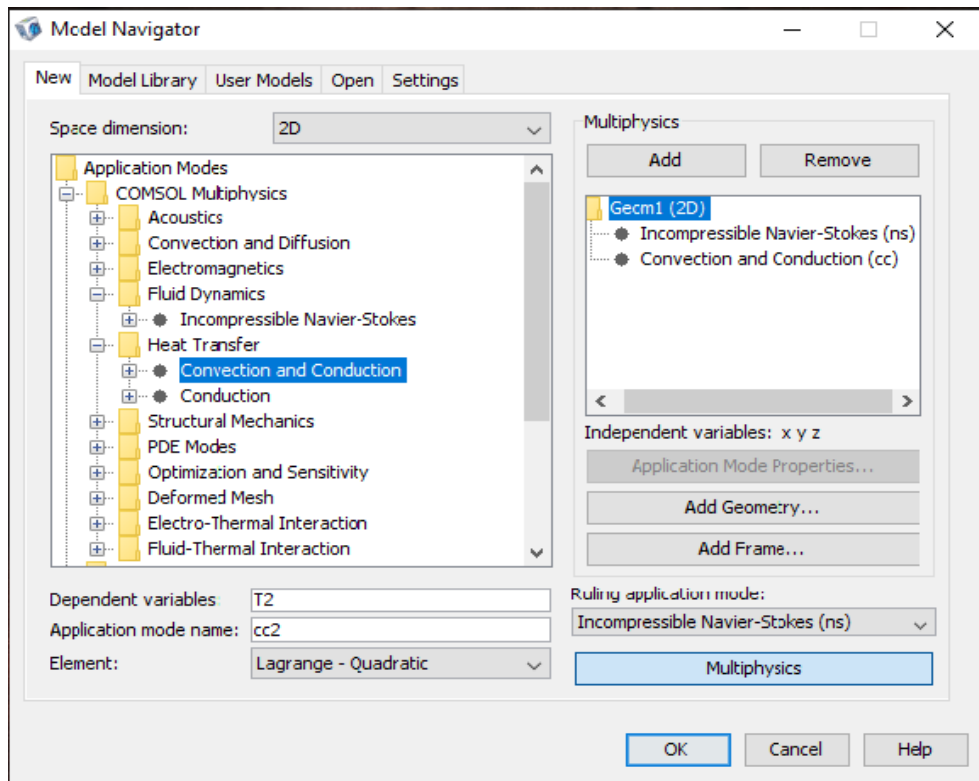 Model Navigator
New Model Library User Models Open Settings
Space dimension: 2D
Application Modes
COMSOL Multiphysics
Acoustics
Convection and Diffusion
Electromagnetics
Fluid Dynamics
Incompressible Navier-Stokes
Heat Transfer
Convection and Conduction
Conduction
Structural Mechanics
PDE Modes
Optimization and Sensitivity
Deformed Mesh
Electro-Thermal Interaction
Fluid-Thermal Interaction
Dependent variables: T2
Application mode name: cc2
Element: Lagrange - Quadratic
Multiphysics
Add Remove
Geom1 (2D)
Incompressible Navier-Stokes (ns)
Convection and Conduction (cc)
Independent variables: x y z
Application Mode Properties...
Add Geometry...
Add Frame...
Ruling application mode:
Incompressible Navier-Stokes (ns)
Multiphysics
OK Cancel Help